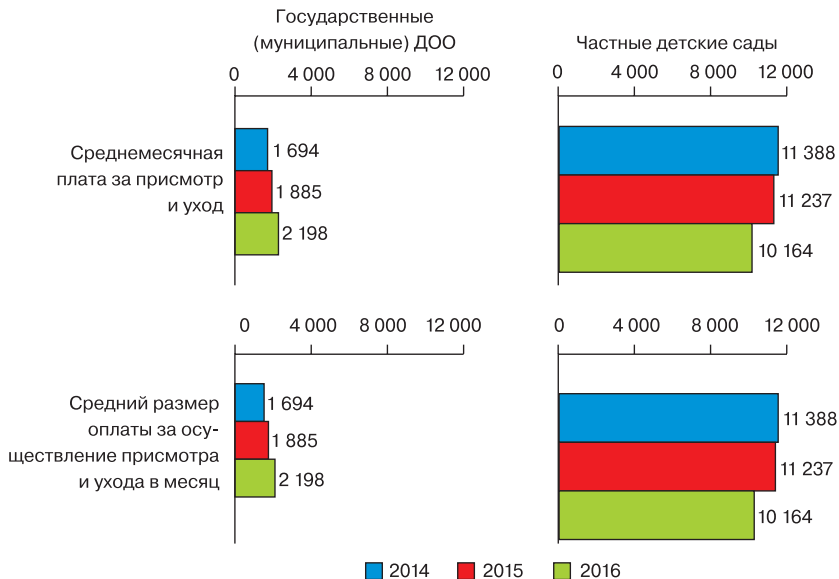 Государственные
(муниципальные) ДОО
Частные детские сады
0 4 000 8 000 12 000
0 4 000 8 000 12 000
Среднемесячная
плата за присмотр
и уход
1 694
1 885
2 198
11 388
11 237
10 164
0 4 000 8 000 12 000
0 4 000 8 000 12 000
Средний размер
оплаты за осу-
ществление присмотра
и ухода в месяц
1 694
1 885
2 198
11 388
11 237
10 164
2014 2015 2016